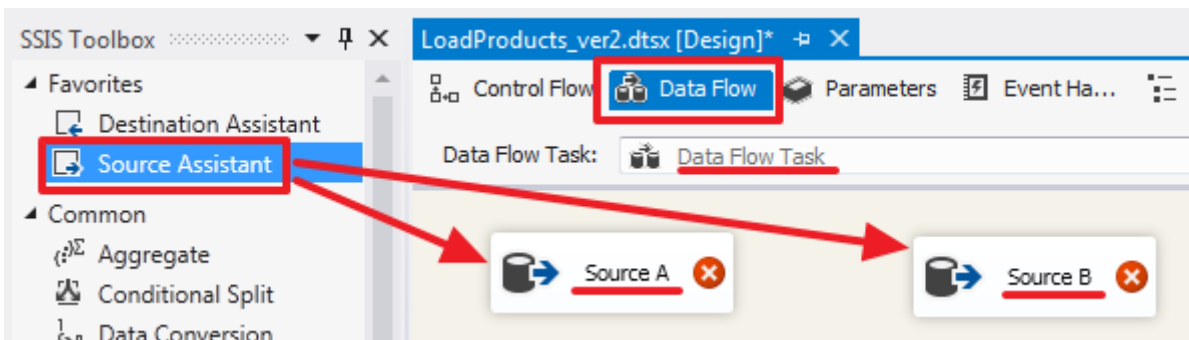 SSIS Toolbox
LoadProducts_ver2.dtsx [Design]*
Favorites
Control Flow
Data Flow
Parameters
Event Ha...
Destination Assistant
Source Assistant
Data Flow Task:
Data Flow Task
Common
Aggregate
Source A
Source B
Conditional Split
Data Conversion